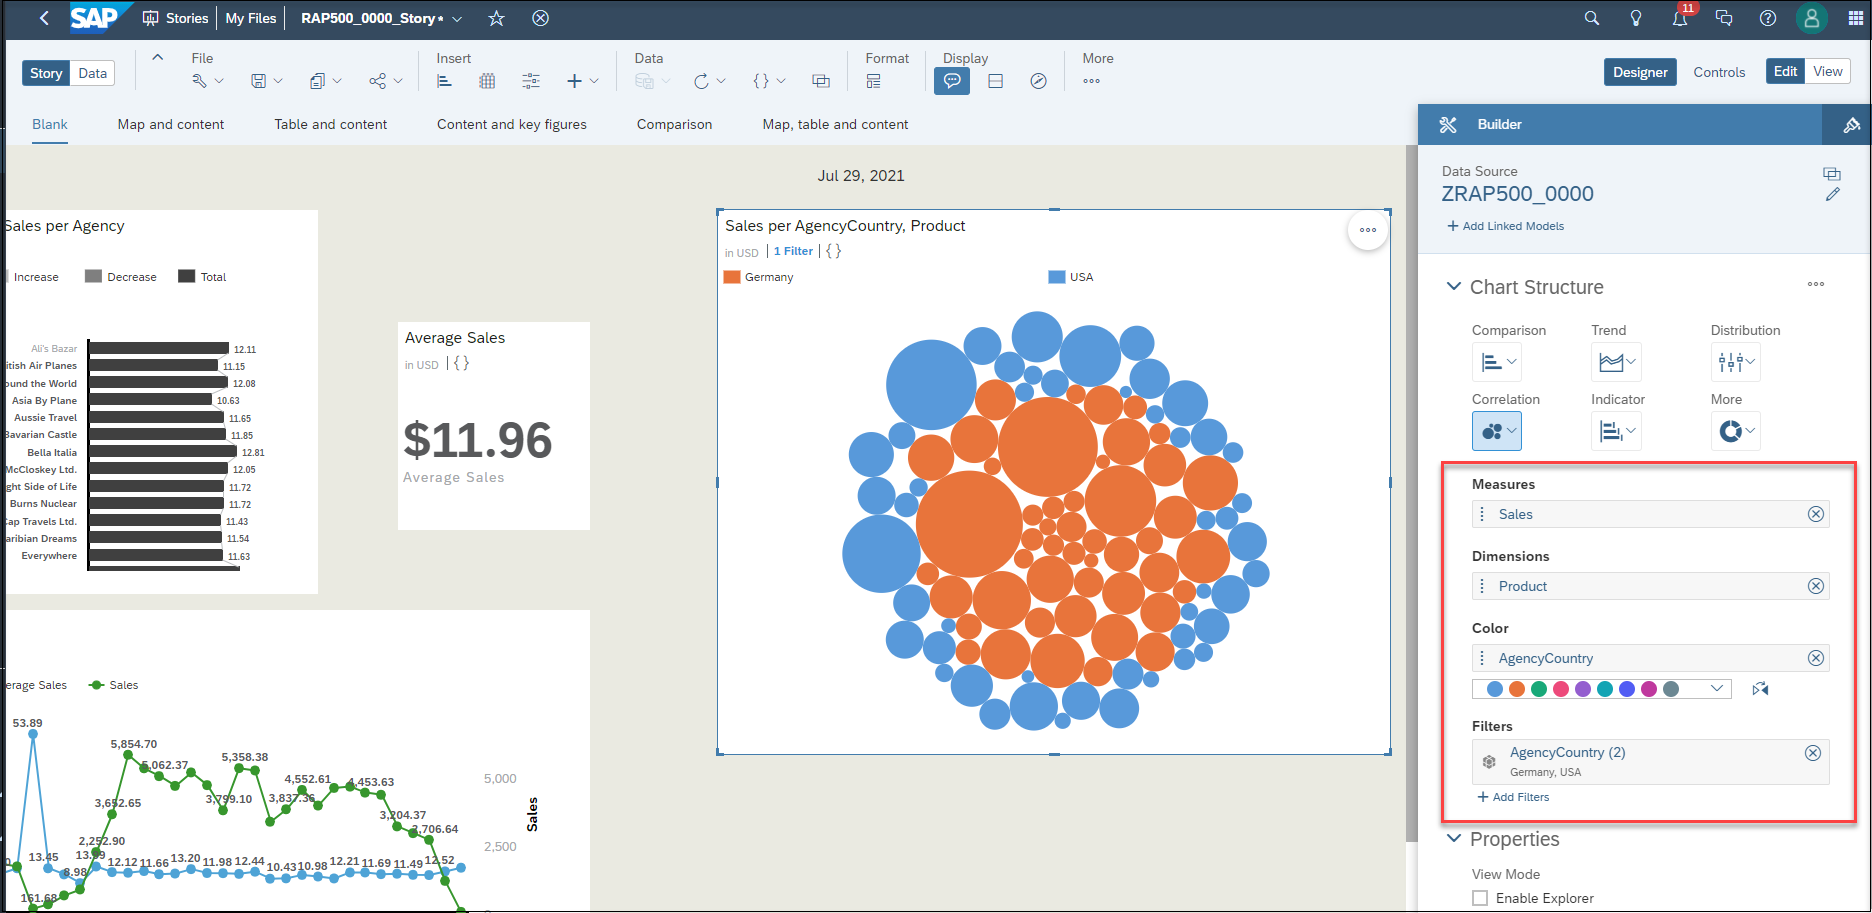 SAP Stories My Files RAP500_0000_Story* 11
Story Data File Insert Data Format Display More Designer Controls Edit View
Blank Map and content Table and content Content and key figures Comparison Map, table and content
Jul 29, 2021
Sales per Agency
Increase Decrease Total
Ali's Bazar 12.11
itish Air Planes 11.15
ound the World 12.08
Asia By Plane 10.63
Aussie Travel 11.65
Bavarian Castle 11.85
Bella Italia 12.81
McCloskey Ltd. 12.05
ght Side of Life 11.72
Burns Nuclear 11.72
Cap Travels Ltd. 11.43
aribian Dreams 11.54
Everywhere 11.63
Average Sales
in USD { }
$11.96
Average Sales
Sales per AgencyCountry, Product
in USD 1 Filter { }
Germany USA
erage Sales Sales
53.89
5,854.70
5,062.37
5,358.38
4,552.61
4,453.63
3,652.65
3,799.10
3,837.36
3,204.37
2,706.64
2,252.90
13.45
8.98
12.12 11.66 13.20 11.98 12.44 10.43 10.98 12.21 11.69 11.49 12.52
161.68
5,000
2,500
Sales
Builder
Data Source
ZRAP500_0000
+ Add Linked Models
Chart Structure
Comparison Trend Distribution
Correlation Indicator More
Measures
Sales
Dimensions
Product
Color
AgencyCountry
Filters
AgencyCountry (2)
Germany, USA
+ Add Filters
Properties
View Mode
Enable Explorer